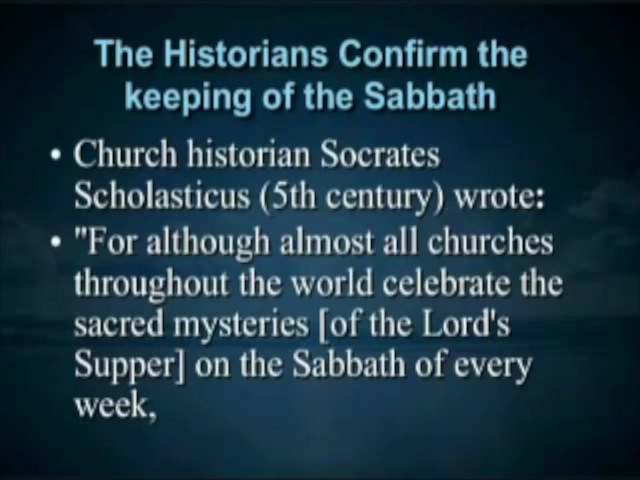 The Historians Confirm the
keeping of the Sabbath
• Church historian Socrates
Scholasticus (5th century) wrote:
• "For although almost all churches
throughout the world celebrate the
sacred mysteries [of the Lord's
Supper] on the Sabbath of every
week,